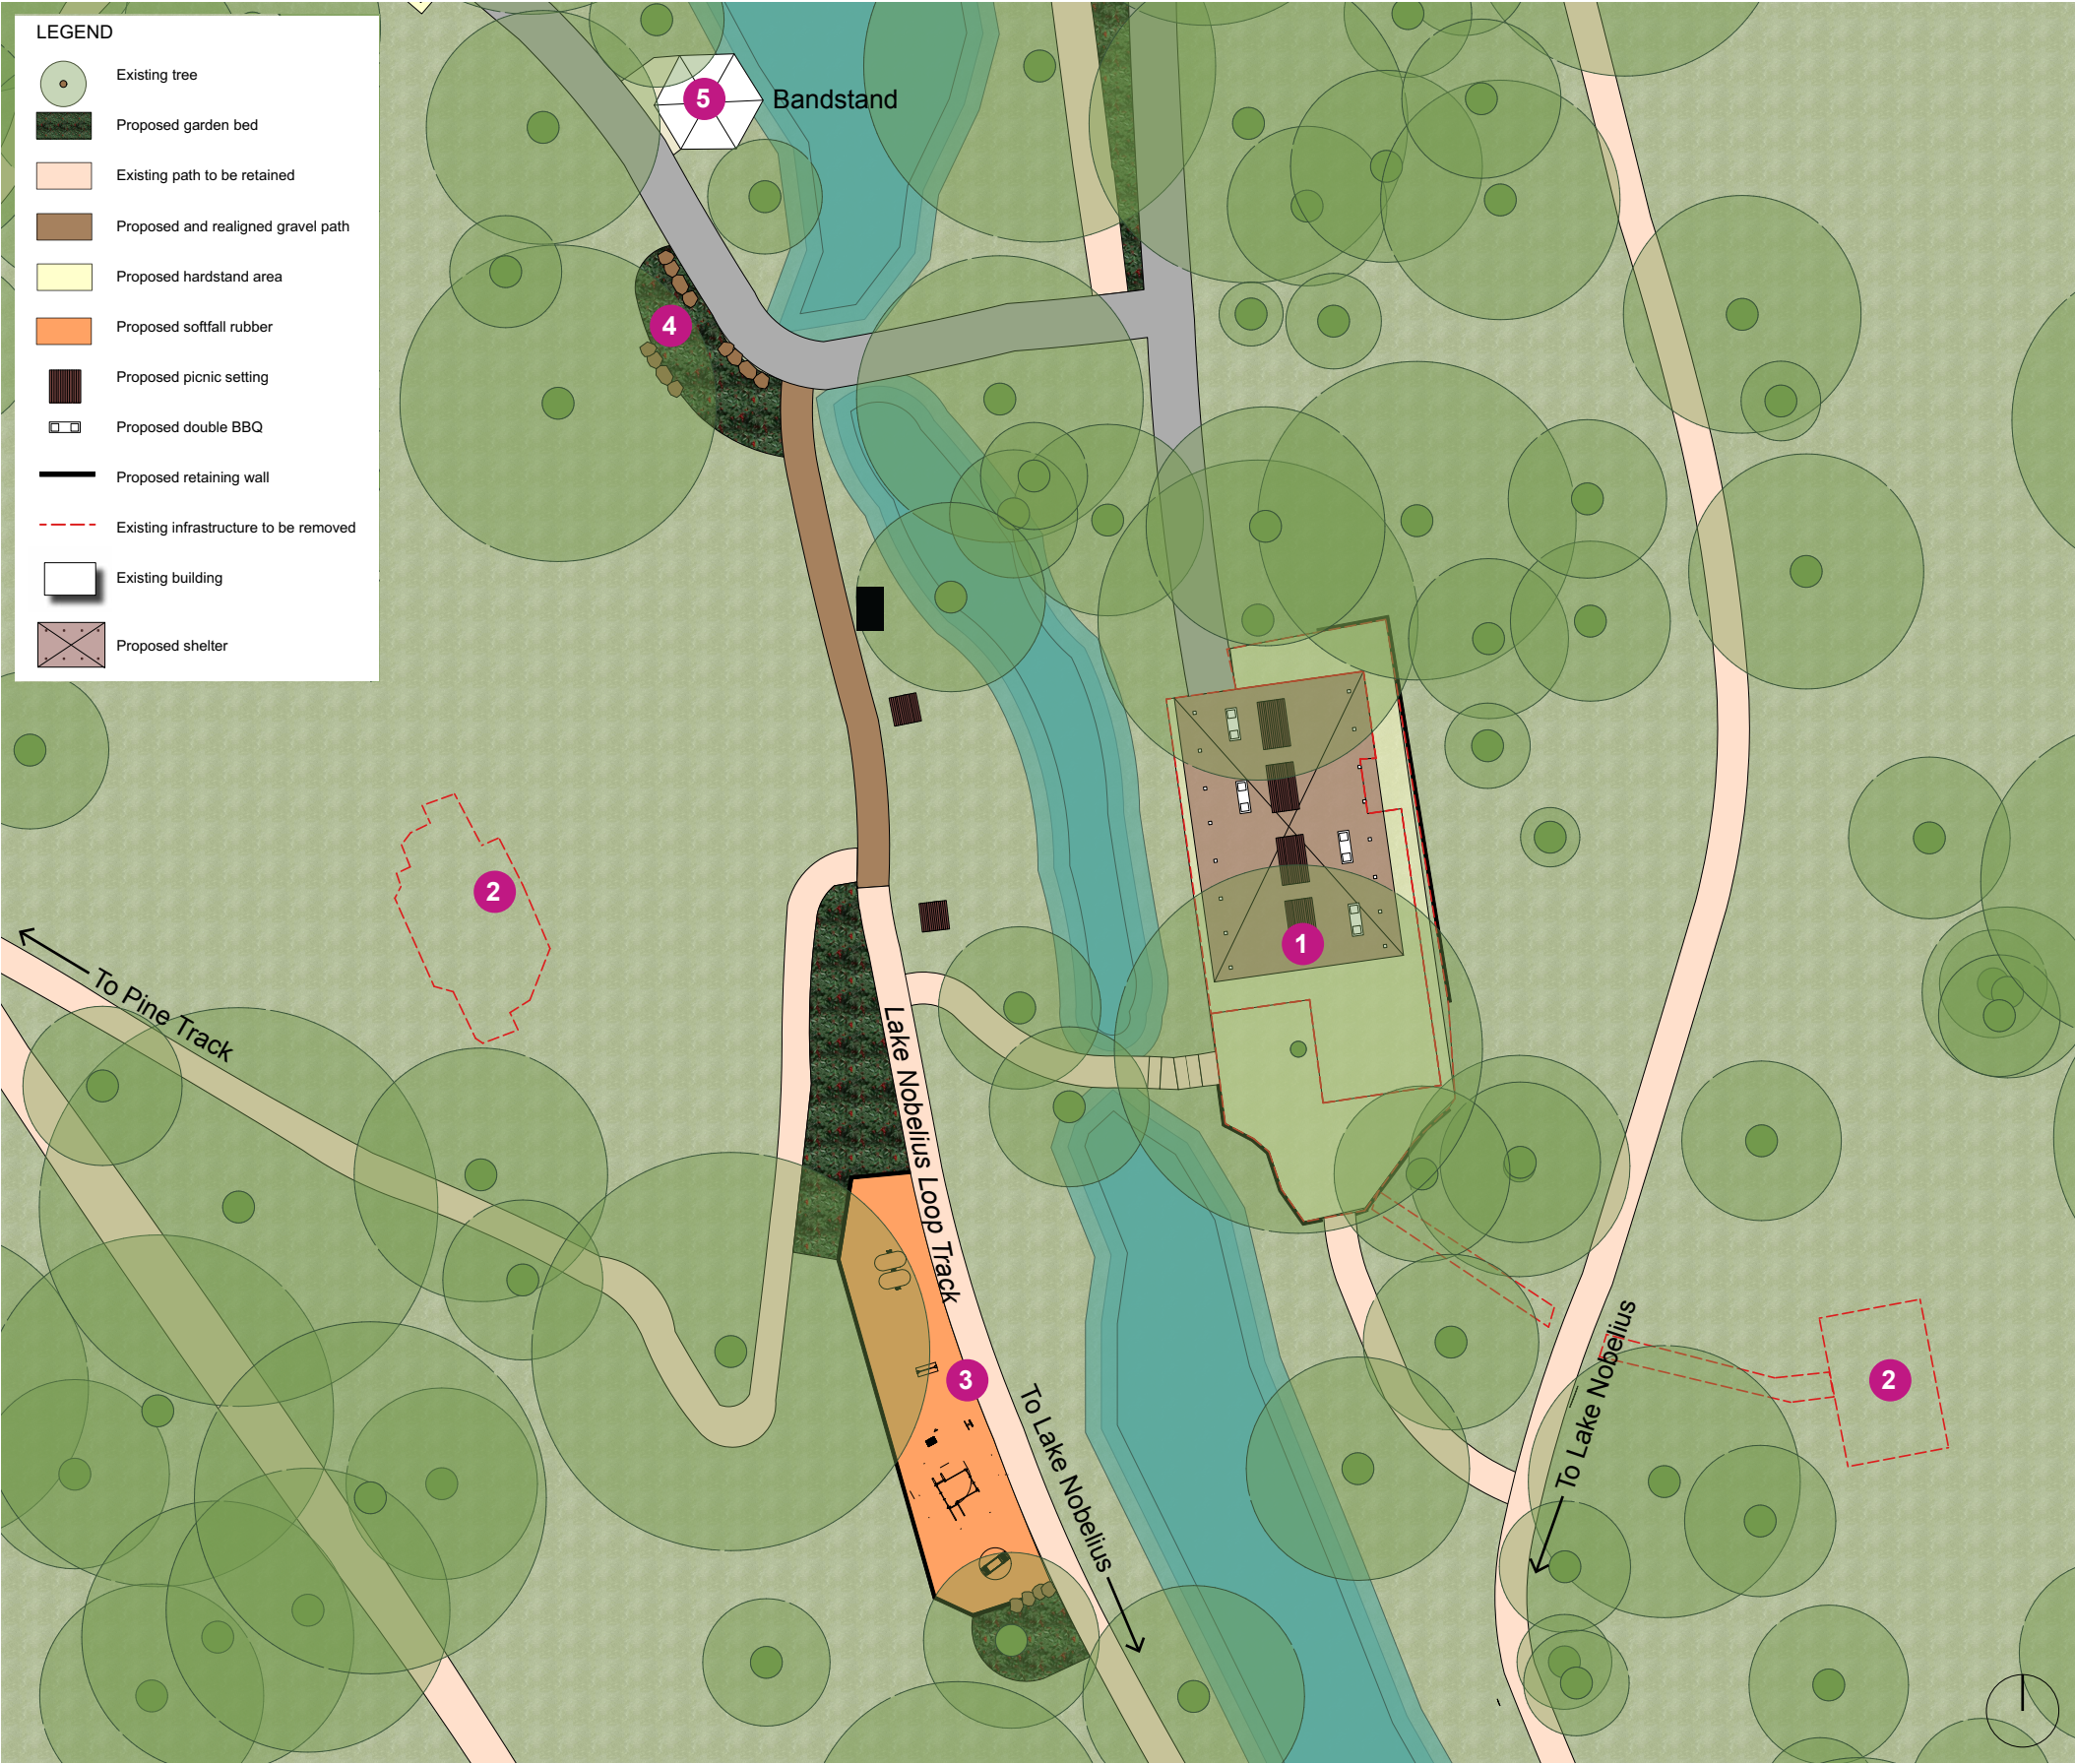 LEGEND
Existing tree
Proposed garden bed
Existing path to be retained
Proposed and realigned gravel path
Proposed hardstand area
Proposed softfall rubber
Proposed picnic setting
Proposed double BBQ
Proposed retaining wall
Existing infrastructure to be removed
Existing building
Proposed shelter
5
Bandstand
4
2
1
To Pine Track
Lake Nobelius Loop Track
3
To Lake Nobelius
To Lake Nobelius
2